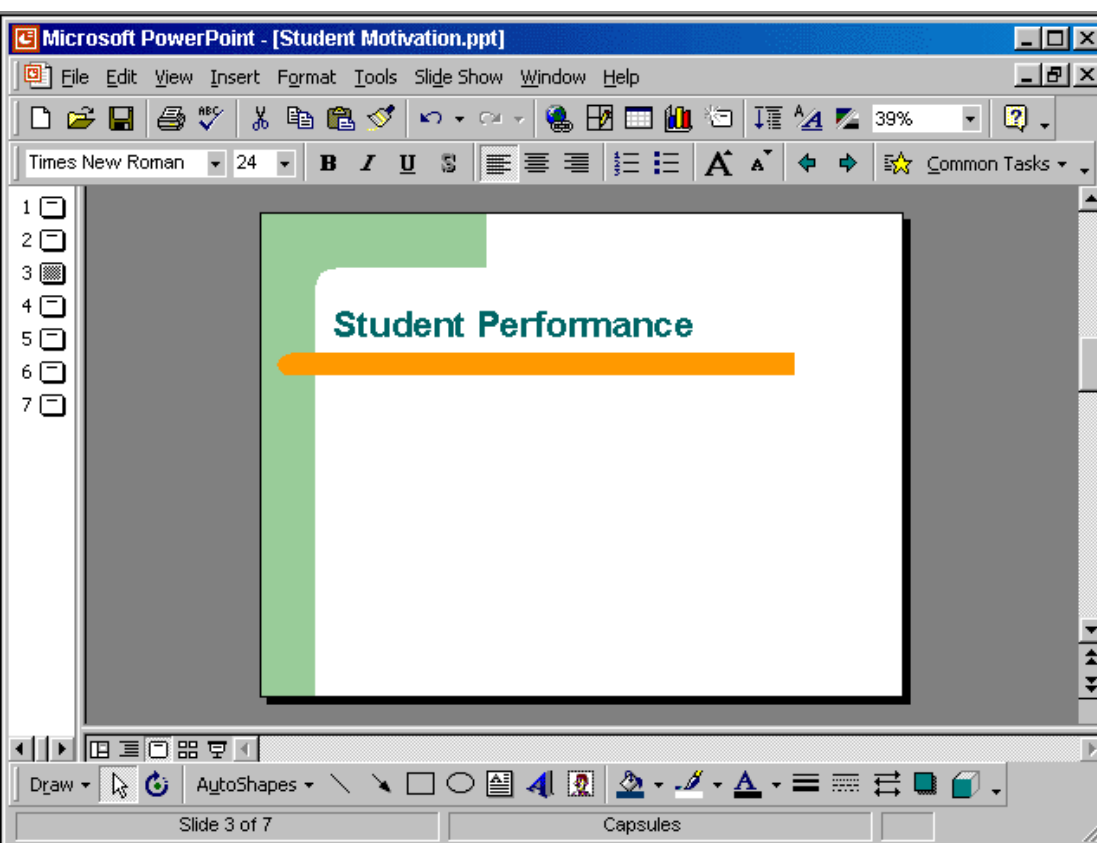 Microsoft PowerPoint - [Student Motivation.ppt]
File Edit View Insert Format Tools Slide Show Window Help
ABC 39%
Times New Roman 24 B I U S A A Common Tasks
1
2
3
4
5
6
7
Student Performance
Draw AutoShapes A
Slide 3 of 7 Capsules